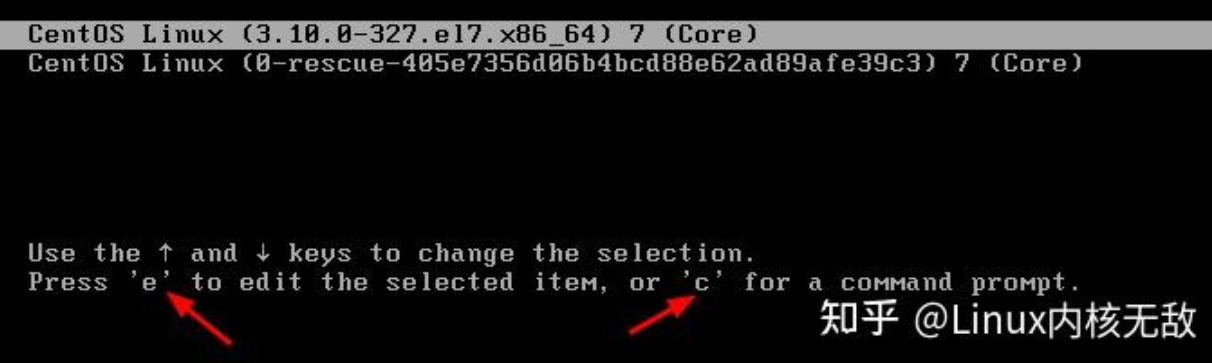 CentOS Linux (3.10.0-327.el7.x86_64) 7 (Core)
CentOS Linux (0-rescue-405e7356d06b4bcd88e62ad89afe39c3) 7 (Core)
Use the ↑ and ↓ keys to change the selection.
Press 'e' to edit the selected item, or 'c' for a command prompt.
知乎 @Linux内核无敌